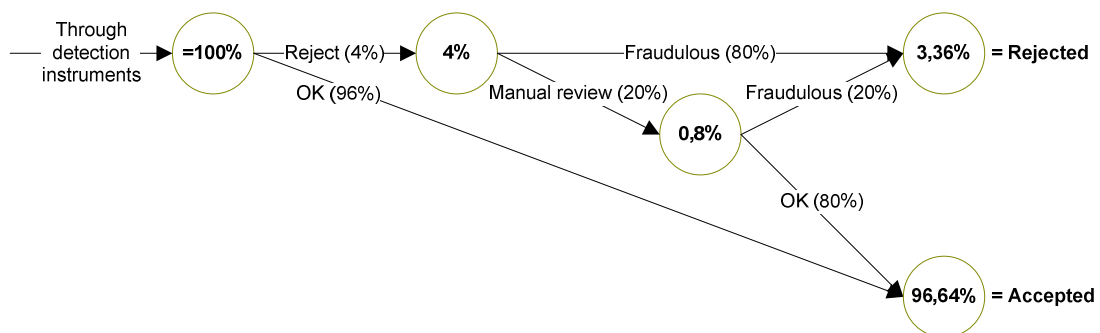 Through
detection
instruments
=100%
Reject (4%)
4%
Fraudulous (80%)
3,36%
= Rejected
OK (96%)
Manual review (20%)
Fraudulous (20%)
0,8%
OK (80%)
96,64%
= Accepted